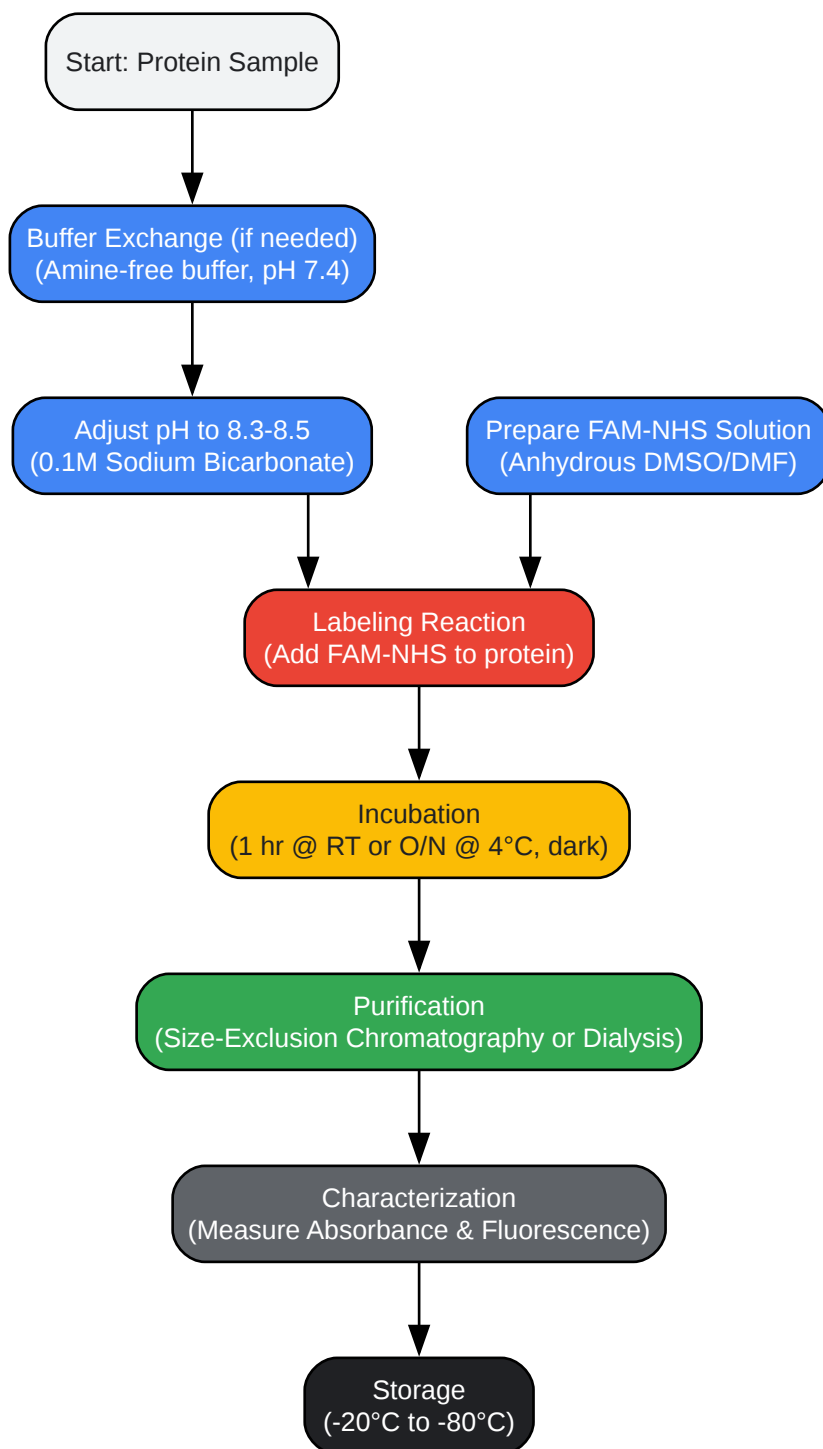 Start: Protein Sample
Buffer Exchange (if needed)
(Amine-free buffer, pH 7.4)
Adjust pH to 8.3-8.5
(0.1M Sodium Bicarbonate)
Prepare FAM-NHS Solution
(Anhydrous DMSO/DMF)
Labeling Reaction
(Add FAM-NHS to protein)
Incubation
(1 hr @ RT or O/N @ 4°C, dark)
Purification
(Size-Exclusion Chromatography or Dialysis)
Characterization
(Measure Absorbance & Fluorescence)
Storage
(-20°C to -80°C)